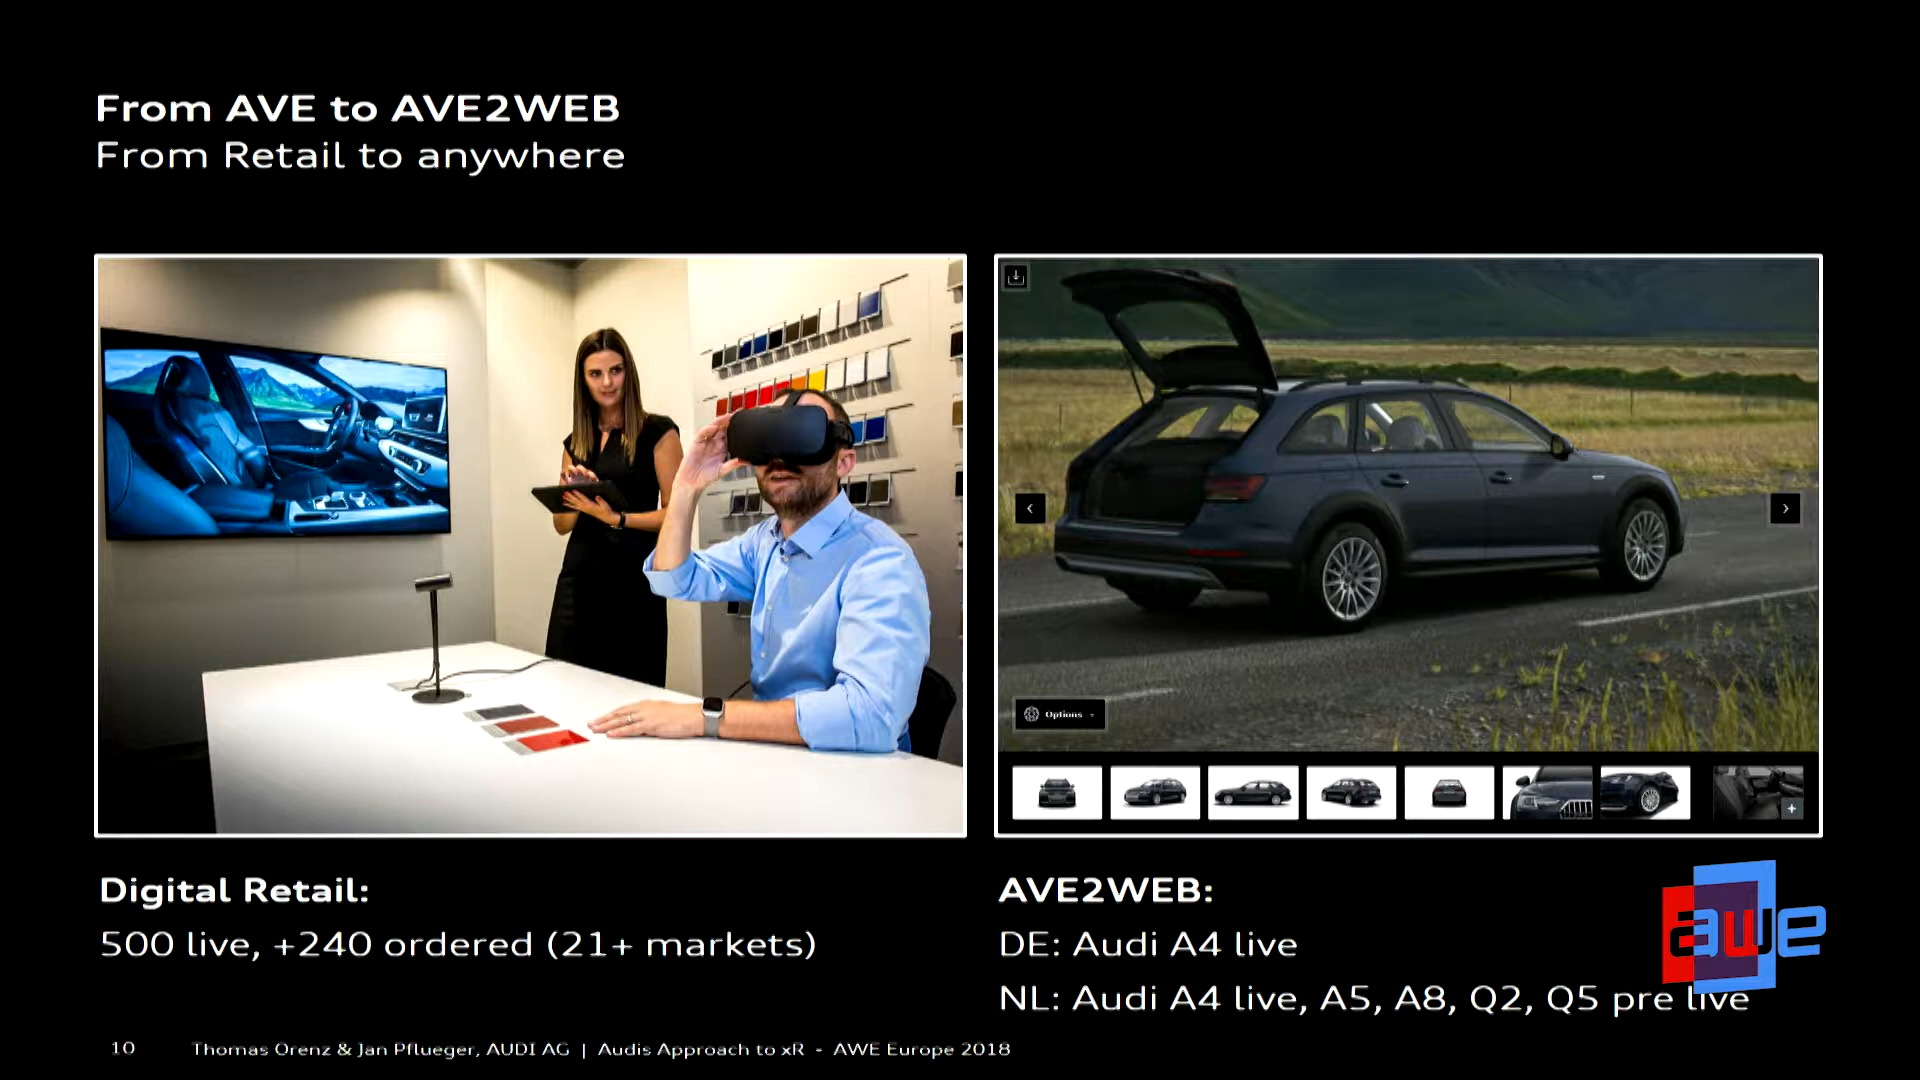 From AVE to AVE2WEB
From Retail to anywhere
Options
Digital Retail:
500 live, +240 ordered (21+ markets)
AVE2WEB:
DE: Audi A4 live
NL: Audi A4 live, A5, A8, Q2, Q5 pre live
awe
10 Thomas Orenz & Jan Pflueger, AUDI AG | Audis Approach to xR - AWE Europe 2018